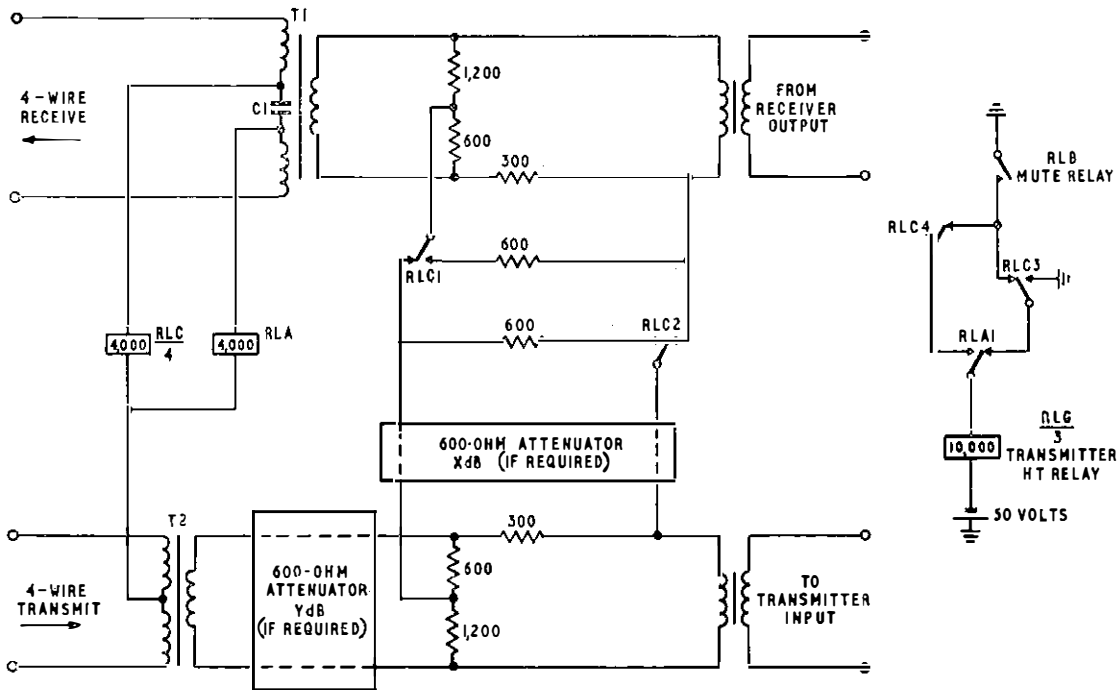 T1
4-WIRE
RECEIVE
C1
1,200
600
300
FROM
RECEIVER
OUTPUT
RLB
MUTE RELAY
RLC4
RLC3
RLC1
600
RLC2
600
4,000
RLC
4
4,000
RLA
RLA1
600-OHM ATTENUATOR
XdB (IF REQUIRED)
RLG
3
10,000
TRANSMITTER
HT RELAY
50 VOLTS
T2
4-WIRE
TRANSMIT
600-OHM
ATTENUATOR
YdB
(IF REQUIRED)
300
600
1,200
TO
TRANSMITTER
INPUT